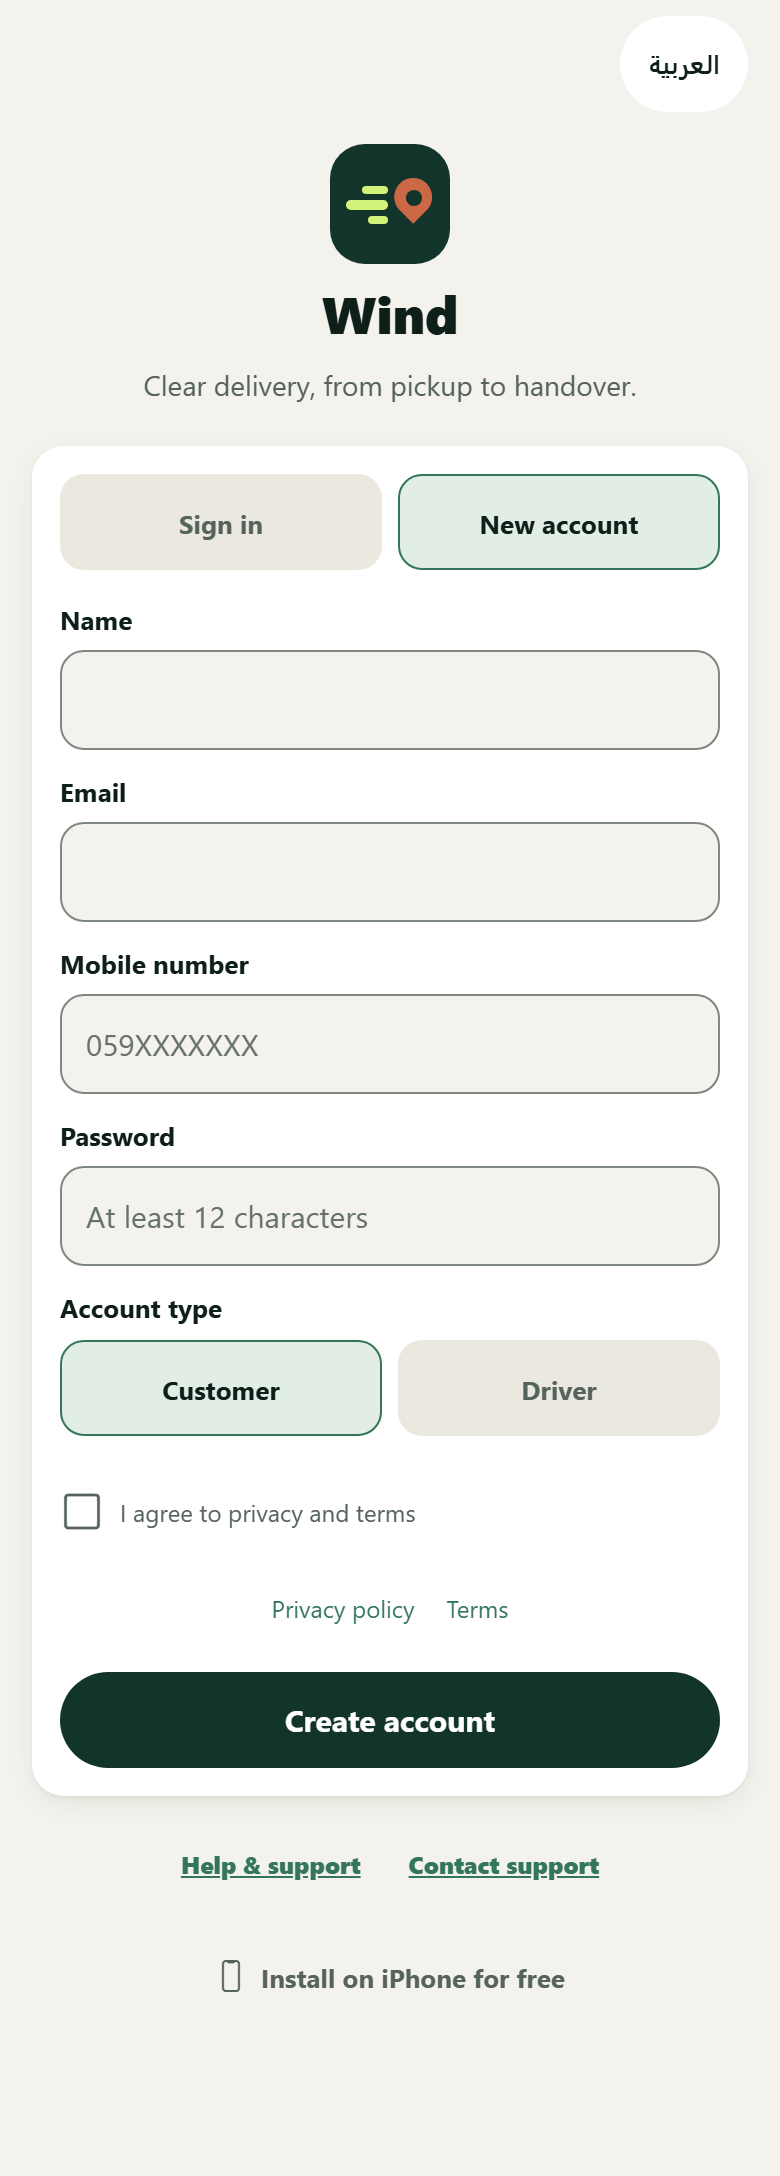 العربية
Wind
Clear delivery, from pickup to handover.
Sign in
New account
Name
Email
Mobile number
059XXXXXXX
Password
At least 12 characters
Account type
Customer
Driver
I agree to privacy and terms
Privacy policy
Terms
Create account
Help & support
Contact support
Install on iPhone for free